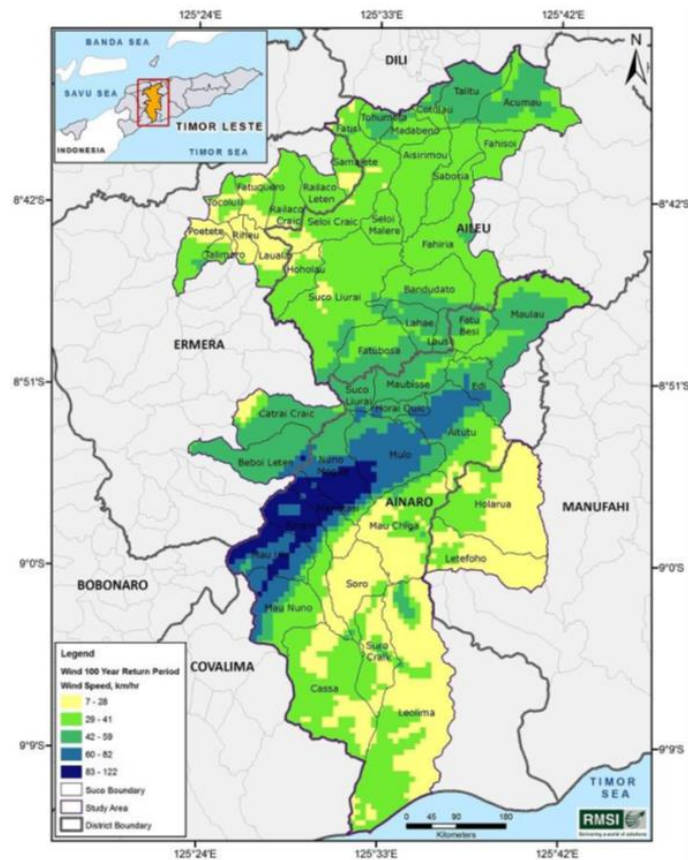 125°24'E
125°33'E
125°42'E
BANDA SEA
SAVU SEA
TIMOR LESTE
INDONESIA
TIMOR SEA
DILI
N
Talitu
Acumau
Cotolau
Tohumeta
Fatisi
Madabeno
Aisirimou
Fahisoi
Samalete
Saboria
Fatuquero
Railaco
Leten
8°42'S
8°42'S
Tocoluli
Railaco
Craic
Seloi Craic
Seloi
Malere
AILEU
Poetete
Riheu
Fahiria
Talimoro
Lauala
Hoholau
Bandudato
Suco Liurai
Maulau
Lahae
Fatu
Besi
ERMERA
Fatubosa
8°51'S
8°51'S
Maubisse
Edi
Suco
Liurai
Horai Quic
Catrai Craic
Aitutu
Beboi Leten
Nuno
Mulo
AINARO
Holarua
MANUFAHI
Mau Chiga
9°0'S
9°0'S
Letefoho
BOBONARO
Soro
Mau Nuno
COVALIMA
Suro
Craic
Cassa
Leolima
9°9'S
9°9'S
Legend
Wind 100 Year Return Period
Wind Speed, km/hr
7 - 28
29 - 41
42 - 59
60 - 82
83 - 122
Suco Boundary
Study Area
District Boundary
TIMOR
SEA
0 45 90 180
Kilometers
RMSI
Delivering a world of solutions
125°24'E
125°33'E
125°42'E